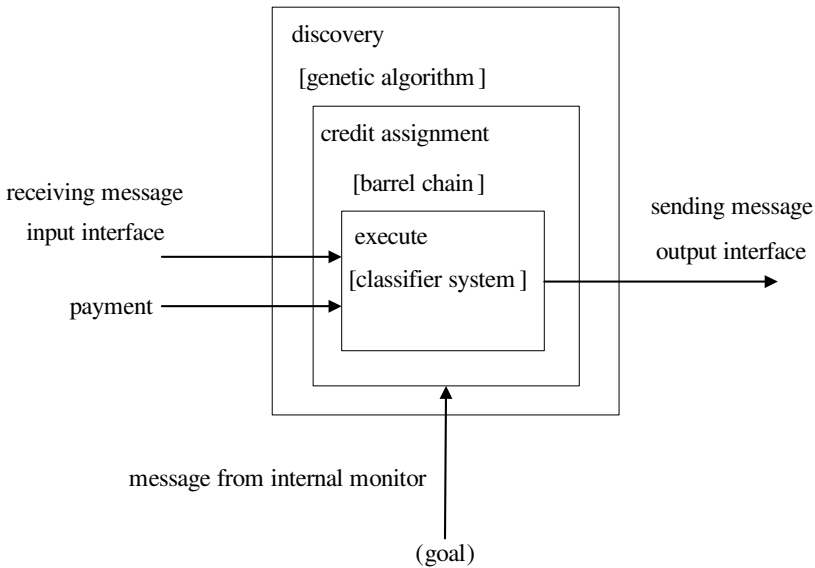 discovery
[genetic algorithm]
credit assignment
[barrel chain]
receiving message
input interface
execute
[classifier system]
sending message
output interface
payment
message from internal monitor
(goal)